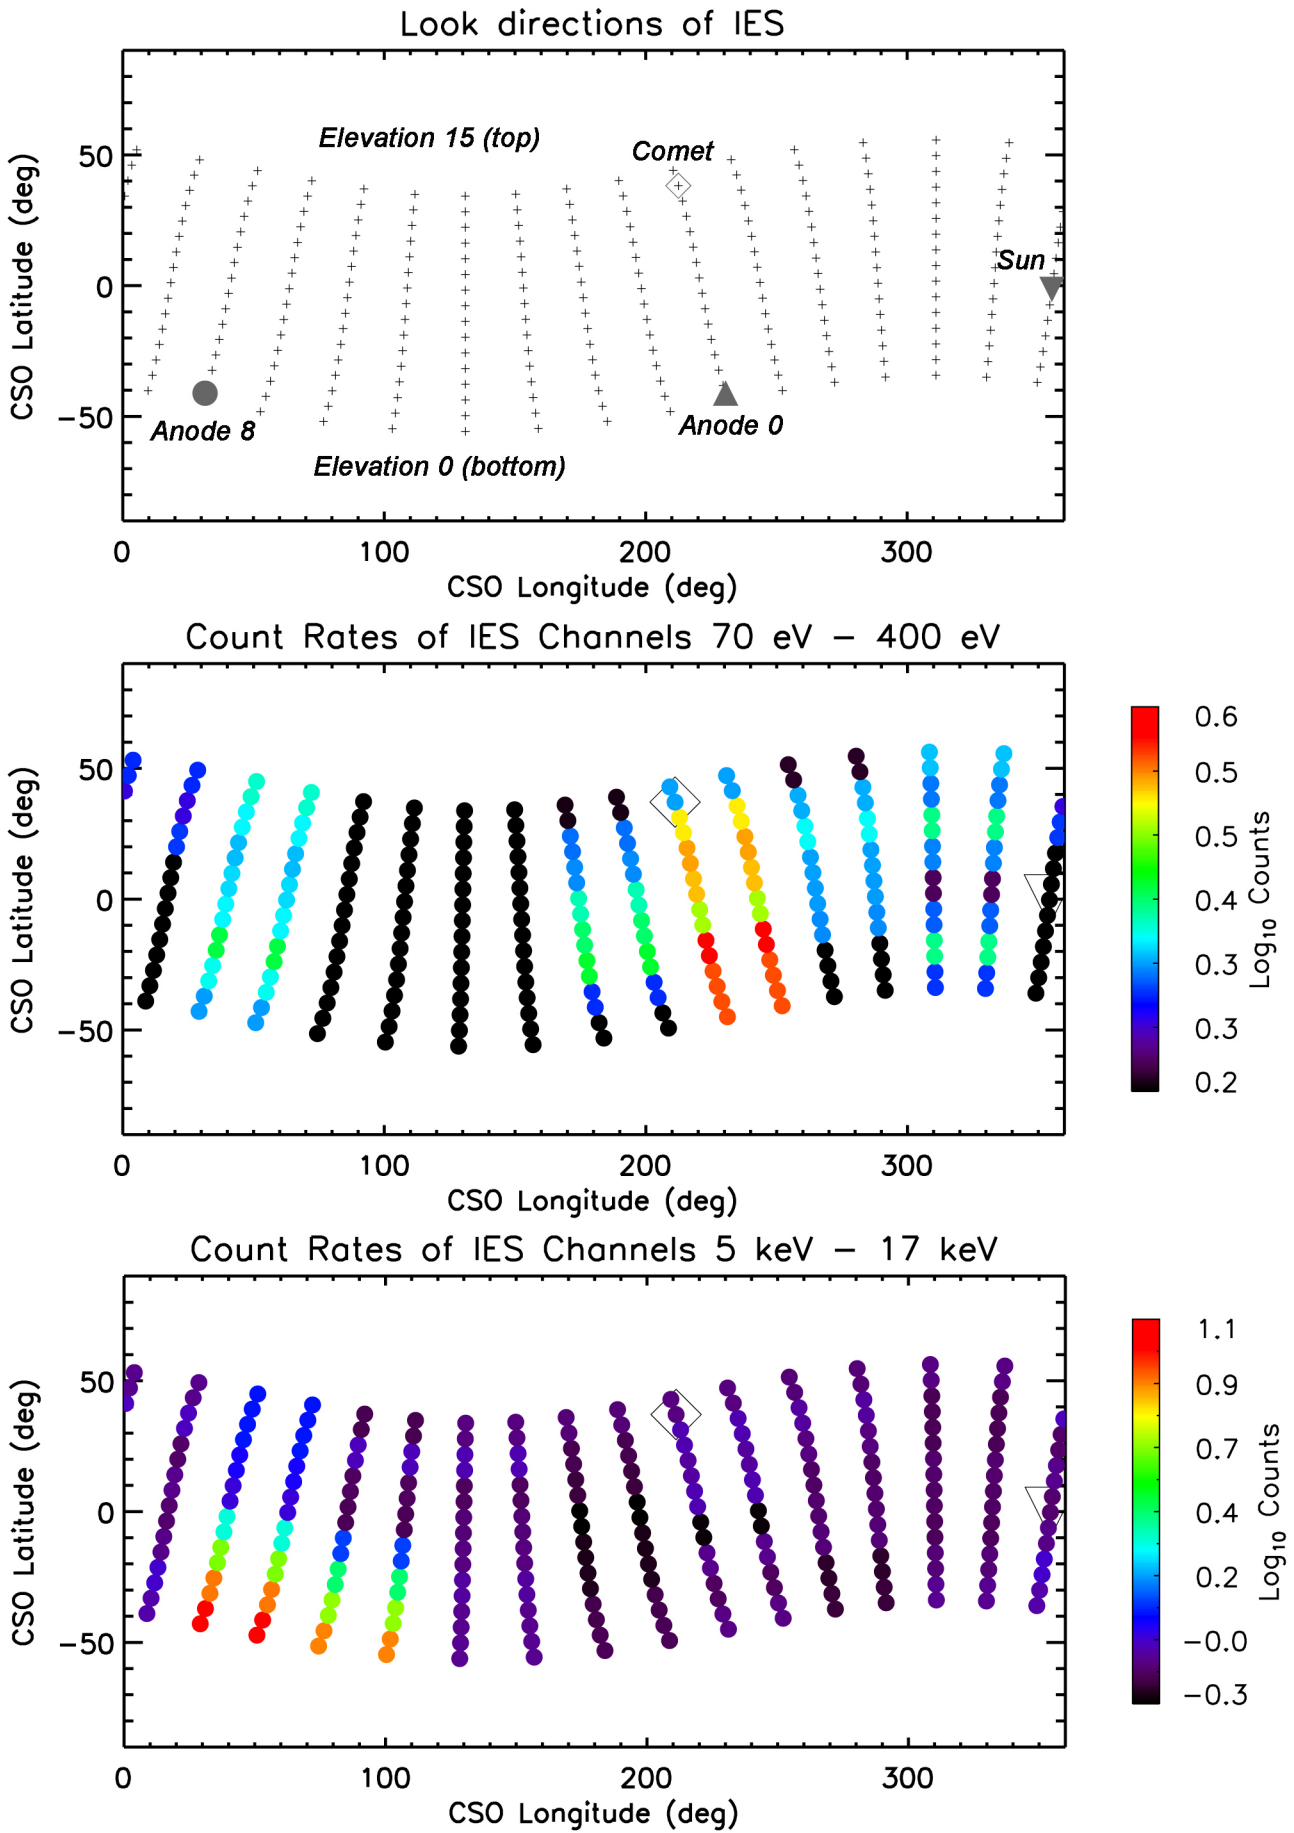 Look directions of IES
50
0
−50
CSO Latitude (deg)
Elevation 15 (top)
Comet
Sun
Anode 8
Anode 0
Elevation 0 (bottom)
0 100 200 300
CSO Longitude (deg)
Count Rates of IES Channels 70 eV − 400 eV
50
0
−50
CSO Latitude (deg)
0 100 200 300
CSO Longitude (deg)
0.6
0.5
0.5
0.4
0.3
0.3
0.2
Log₁₀ Counts
Count Rates of IES Channels 5 keV − 17 keV
50
0
−50
CSO Latitude (deg)
0 100 200 300
CSO Longitude (deg)
1.1
0.9
0.7
0.4
0.2
−0.0
−0.3
Log₁₀ Counts